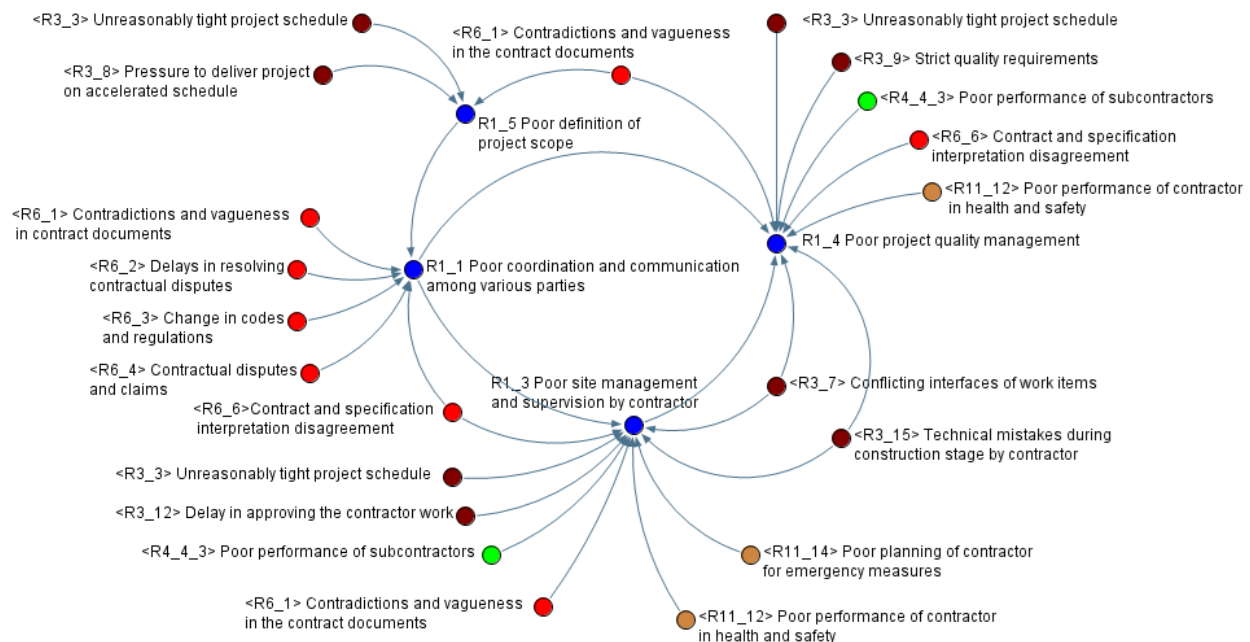 <R3_3> Unreasonably tight project schedule
<R6_1> Contradictions and vagueness
in the contract documents
<R3_3> Unreasonably tight project schedule
<R3_8> Pressure to deliver project
on accelerated schedule
<R3_9> Strict quality requirements
<R4_4_3> Poor performance of subcontractors
R1_5 Poor definition of
project scope
<R6_6> Contract and specification
interpretation disagreement
<R11_12> Poor performance of contractor
in health and safety
<R6_1> Contradictions and vagueness
in contract documents
R1_4 Poor project quality management
<R6_2> Delays in resolving
contractual disputes
R1_1 Poor coordination and communication
among various parties
<R6_3> Change in codes
and regulations
<R6_4> Contractual disputes
and claims
R1_3 Poor site management
and supervision by contractor
<R3_7> Conflicting interfaces of work items
<R6_6>Contract and specification
interpretation disagreement
<R3_15> Technical mistakes during
construction stage by contractor
<R3_3> Unreasonably tight project schedule
<R3_12> Delay in approving the contractor work
<R4_4_3> Poor performance of subcontractors
<R11_14> Poor planning of contractor
for emergency measures
<R6_1> Contradictions and vagueness
in the contract documents
<R11_12> Poor performance of contractor
in health and safety